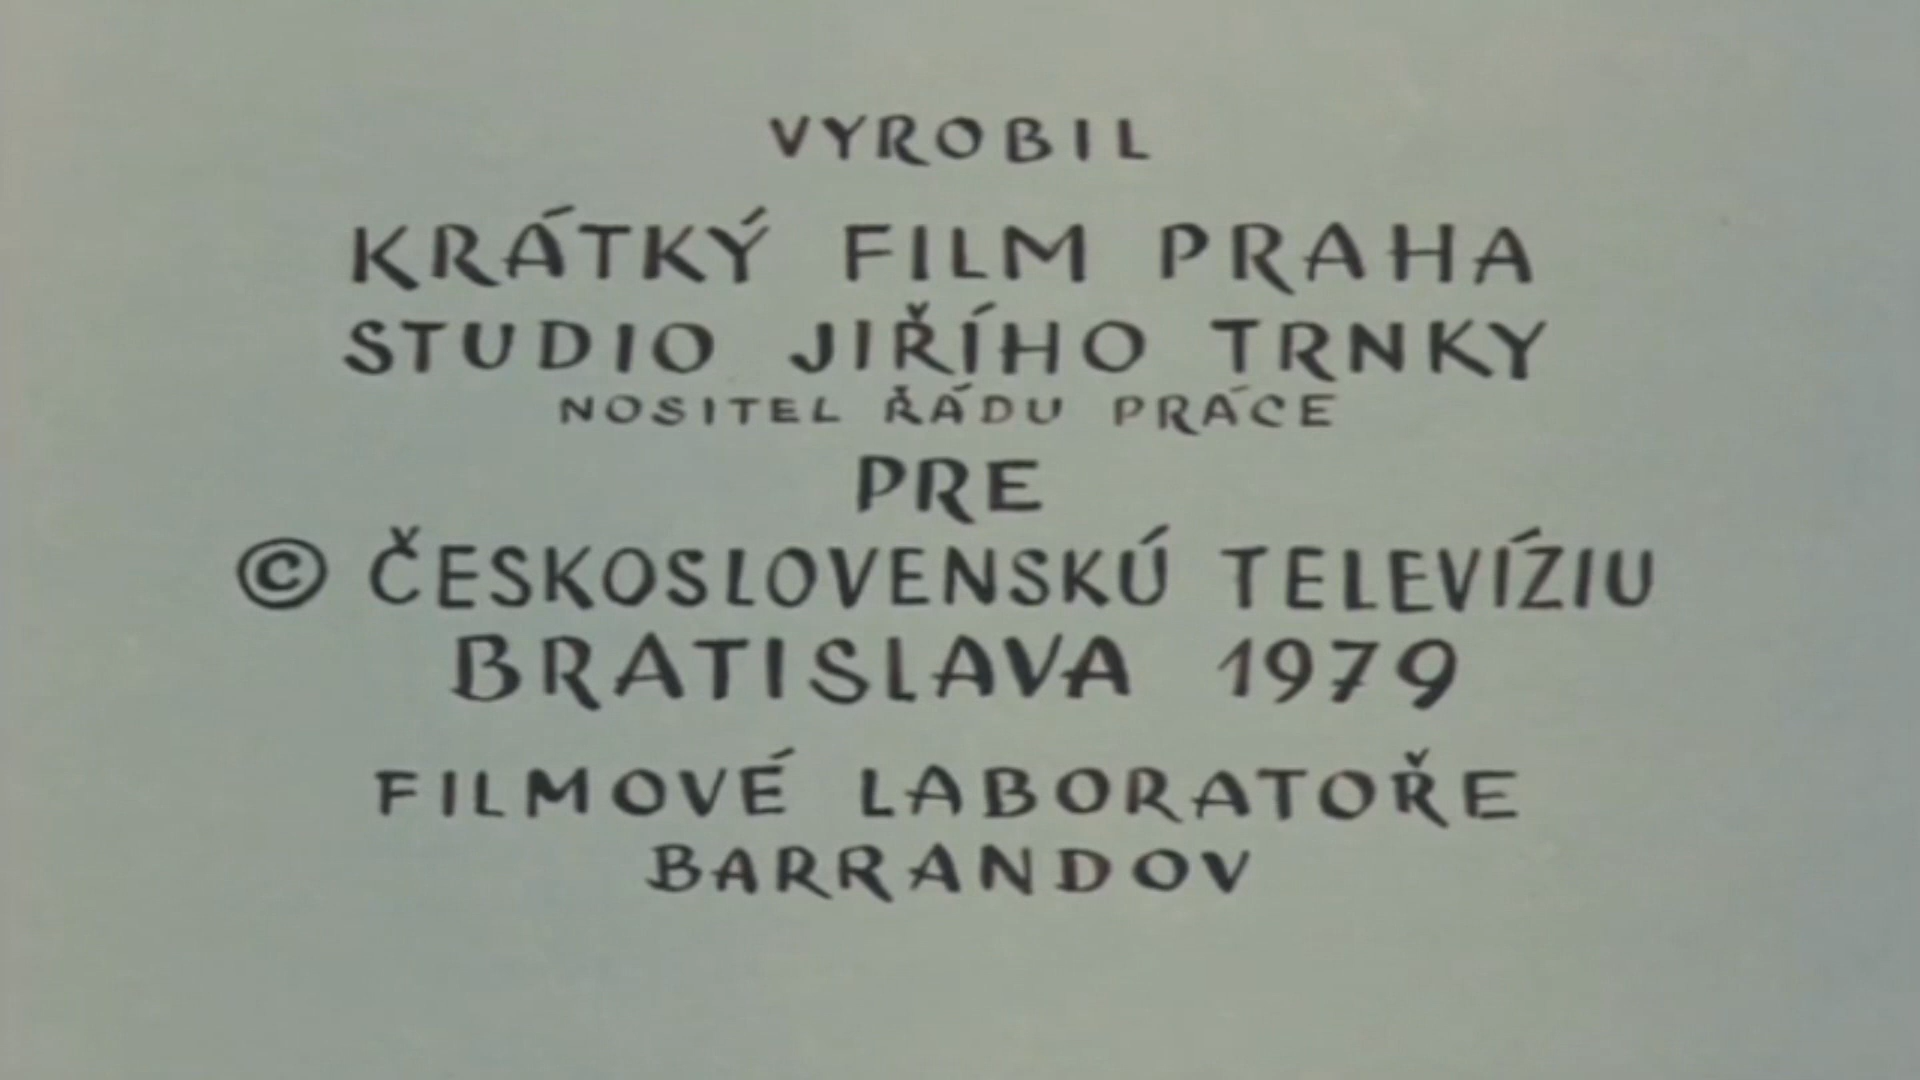 VYROBIL
KRÁTKÝ FILM PRAHA
STUDIO JIŘÍHO TRNKY
NOSITEL ŘÁDU PRÁCE
PRE
© ČESKOSLOVENSKÚ TELEVÍZIU
BRATISLAVA 1979
FILMOVÉ LABORATOŘE
BARRANDOV